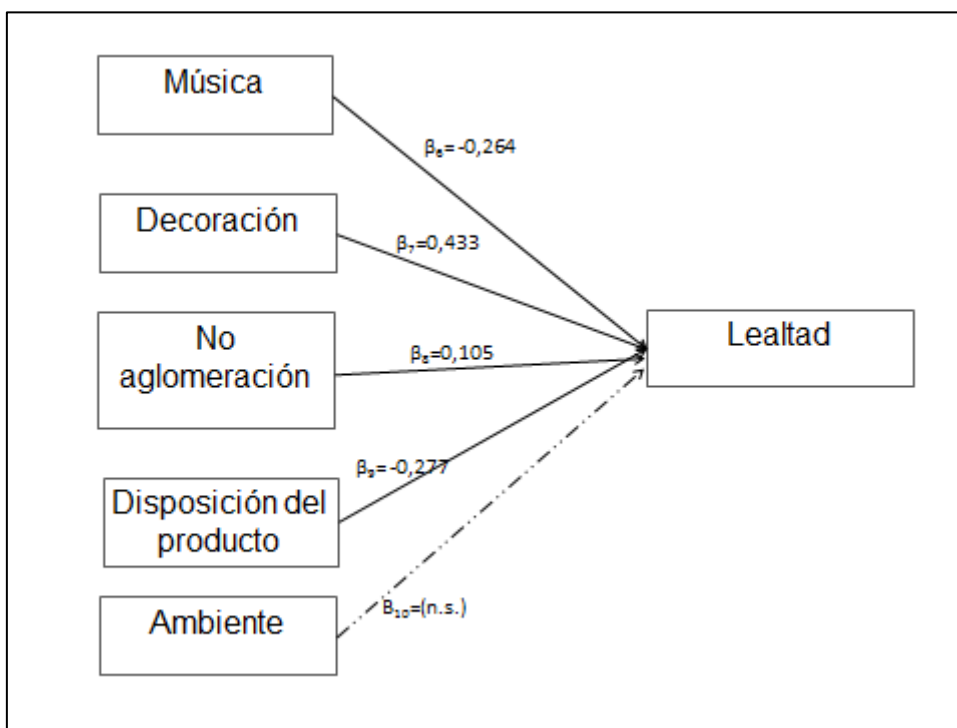 Música
β₆= -0,264
Decoración
β₇=0,433
No
aglomeración
β₈=0,105
Lealtad
β₉= -0,277
Disposición del
producto
Ambiente
B₁₀=(n.s.)